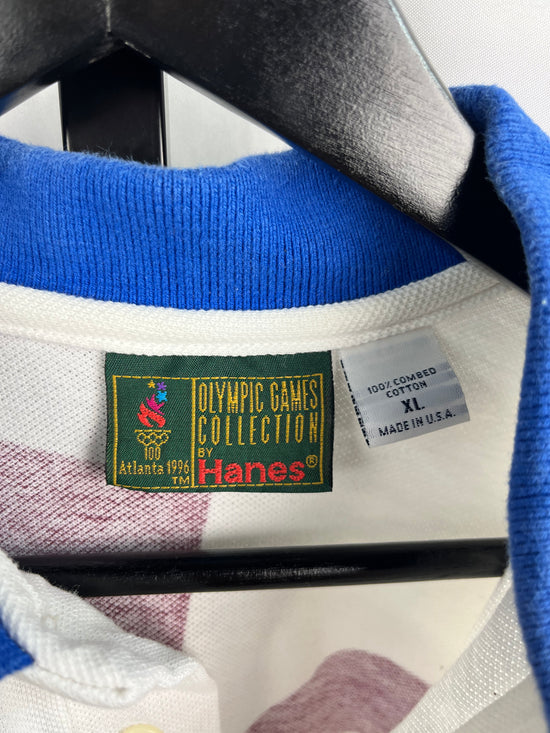 100
Atlanta 1996
TM
OLYMPIC GAMES
COLLECTION
BY
Hanes®
100% COMBED
COTTON
XL
MADE IN U.S.A.